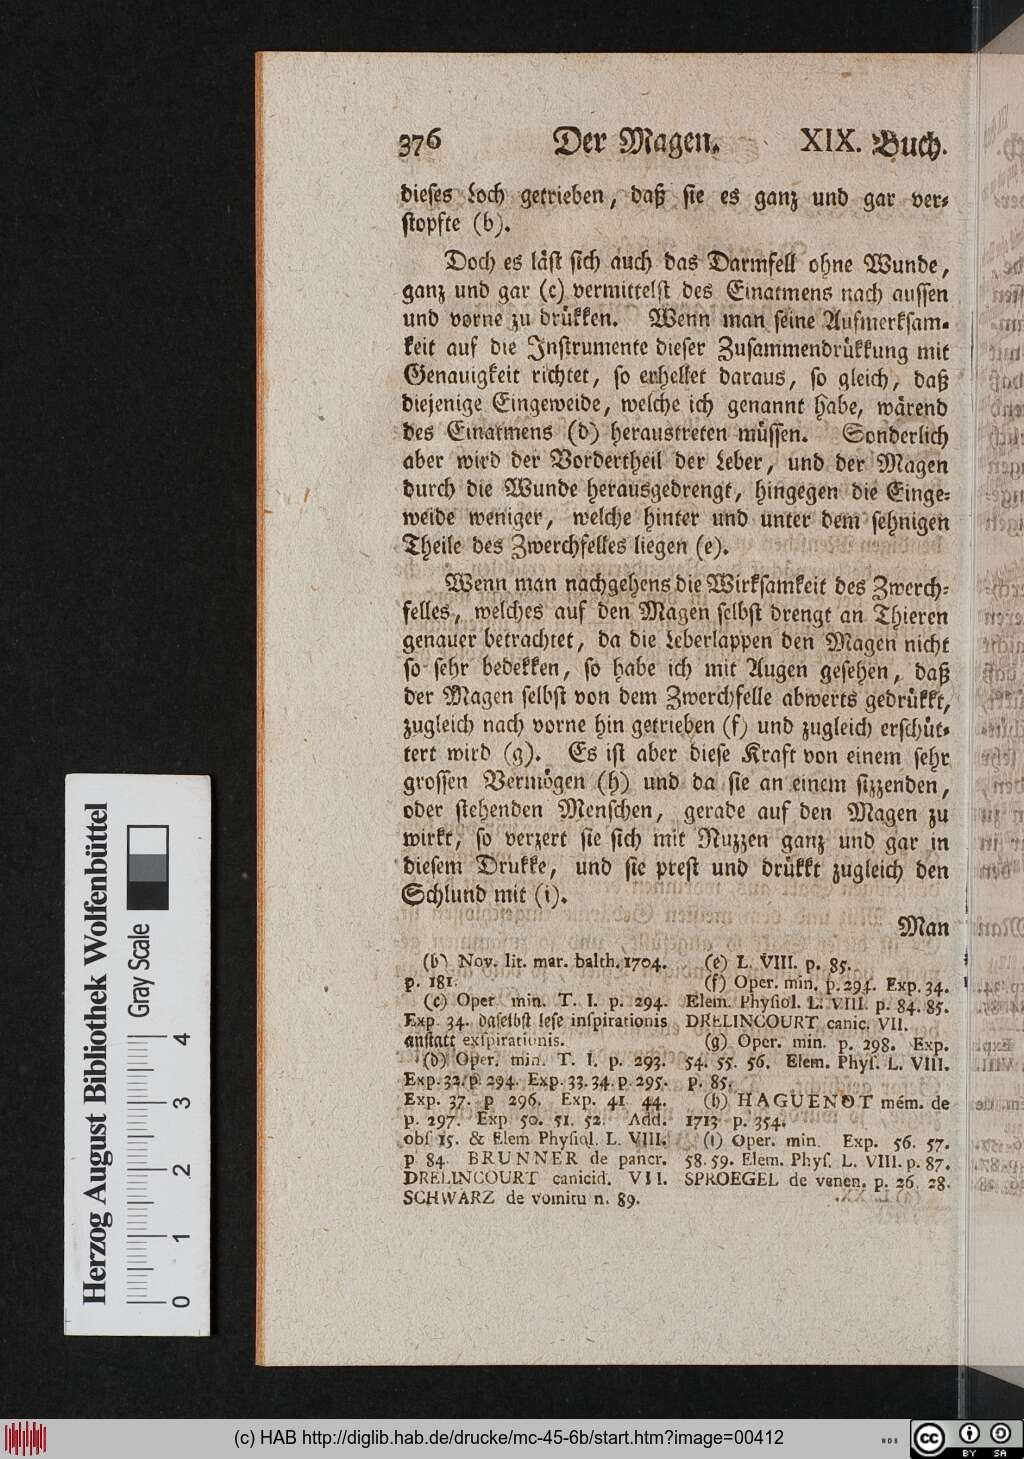 376 Der Magen. XIX. Buch.
dieses Loch getrieben, daß sie es ganz und gar ver-
stopfte (b).
Doch es läst sich auch das Darmfell ohne Wunde,
ganz und gar (c) vermittelst des Einatmens nach aussen
und vorne zu drükken. Wenn man seine Aufmerksam-
keit auf die Instrumente dieser Zusammendrükkung mit
Genauigkeit richtet, so erhellet daraus, so gleich, daß
diejenige Eingeweide, welche ich genannt habe, wärend
des Einatmens (d) heraustreten müssen. Sonderlich
aber wird der Vordertheil der Leber, und der Magen
durch die Wunde herausgedrengt, hingegen die Einge-
weide weniger, welche hinter und unter dem sehnigen
Theile des Zwerchfelles liegen (e).
Wenn man nachgehens die Wirksamkeit des Zwerch-
felles, welches auf den Magen selbst drengt an Thieren
genauer betrachtet, da die Leberlappen den Magen nicht
so sehr bedekken, so habe ich mit Augen gesehen, daß
der Magen selbst von dem Zwerchfelle abwerts gedrükkt,
zugleich nach vorne hin getrieben (f) und zugleich erschüt-
tert wird (g). Es ist aber diese Kraft von einem sehr
grossen Vermögen (h) und da sie an einem sizzenden,
oder stehenden Menschen, gerade auf den Magen zu
wirkt, so verzert sie sich mit Nuzzen ganz und gar in
diesem Drukke, und sie prest und drükkt zugleich den
Schlund mit (i).
Man
(b) Nov. lit. mar. balth. 1704.
p. 181.
(c) Oper. min. T. I. p. 294.
Exp. 34. daselbst lese inspirationis
anstatt exspirationis.
(d) Oper. min. T. I. p. 293.
Exp. 32. p. 294. Exp. 33. 34. p. 295.
Exp. 37. p 296. Exp. 41. 44.
p. 297. Exp 50. 51. 52. Add.
obs 15. & Elem Physiol. L. VIII.
p 84. BRUNNER de pancr.
DRELINCOURT canicid. VII.
SCHWARZ de vomitu n. 89.
(e) L. VIII. p. 85.
(f) Oper. min. p. 294. Exp. 34.
Elem. Physiol. L. VIII. p. 84. 85.
DRELINCOURT canic. VII.
(g) Oper. min. p. 298. Exp.
54. 55. 56. Elem. Phys. L. VIII.
p. 85.
(h) HAGUENOT mém. de
1713 p. 354.
(i) Oper. min. Exp. 56. 57.
58. 59. Elem. Phys. L. VIII. p. 87.
SPROEGEL de venen. p. 26. 28.
Herzog August Bibliothek Wolfenbüttel
Gray Scale
0 1 2 3 4
(c) HAB http://diglib.hab.de/drucke/mc-45-6b/start.htm?image=00412
WDB
cc BY SA